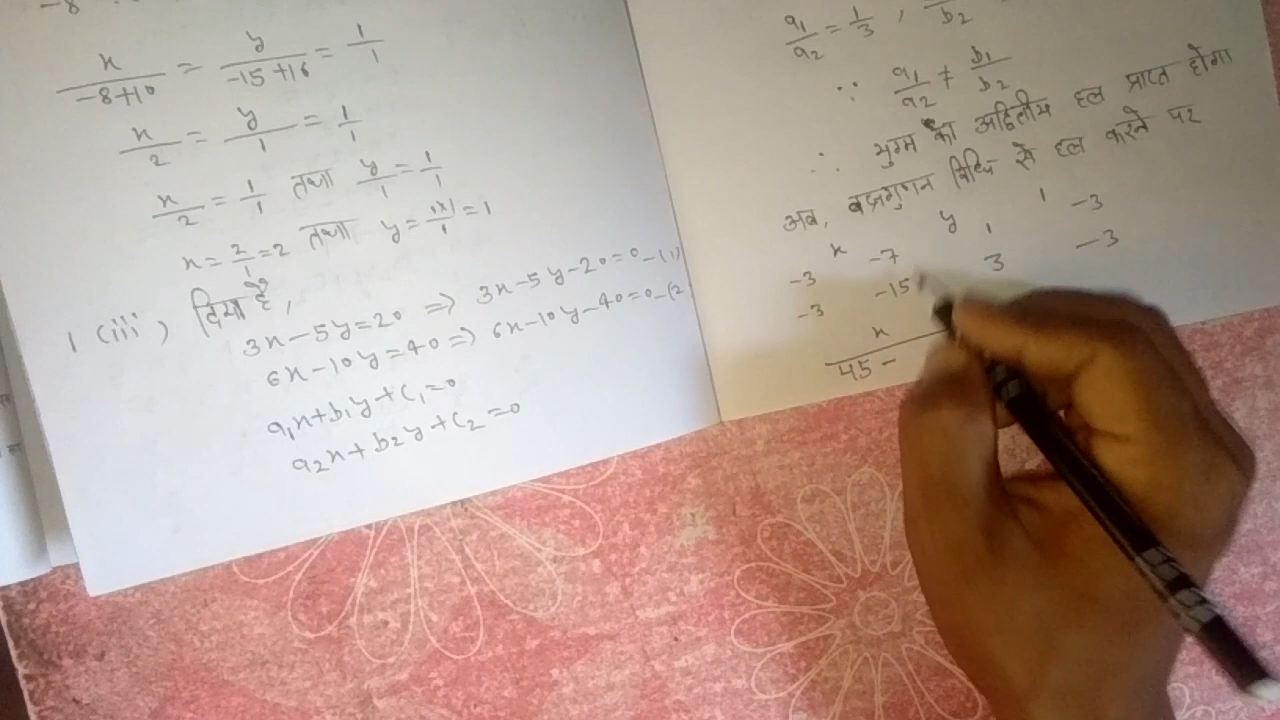 -8
x/(-8+10) = y/(-15+16) = 1/1
x/2 = y/1 = 1/1
x/2 = 1/1 तथा y/1 = 1/1
x = 2/1 = 2 तथा y = 1×1/1 = 1
1 (iii) दिया है,
3x-5y=20 => 3x-5y-20=0-(1)
6x-10y=40 => 6x-10y-40=0-(2
a₁x+b₁y+c₁=0
a₂x+b₂y+c₂=0
a₁/a₂ = 1/3 , /b₂
∵ a₁/a₂ ≠ b₁/b₂
∴ युग्म का अद्वितीय हल प्राप्त होगा
अब, वज्रगुणन विधि से हल करने पर
x y 1
-3 -7 1 -3
-3 -15 3 -3
x/(45-